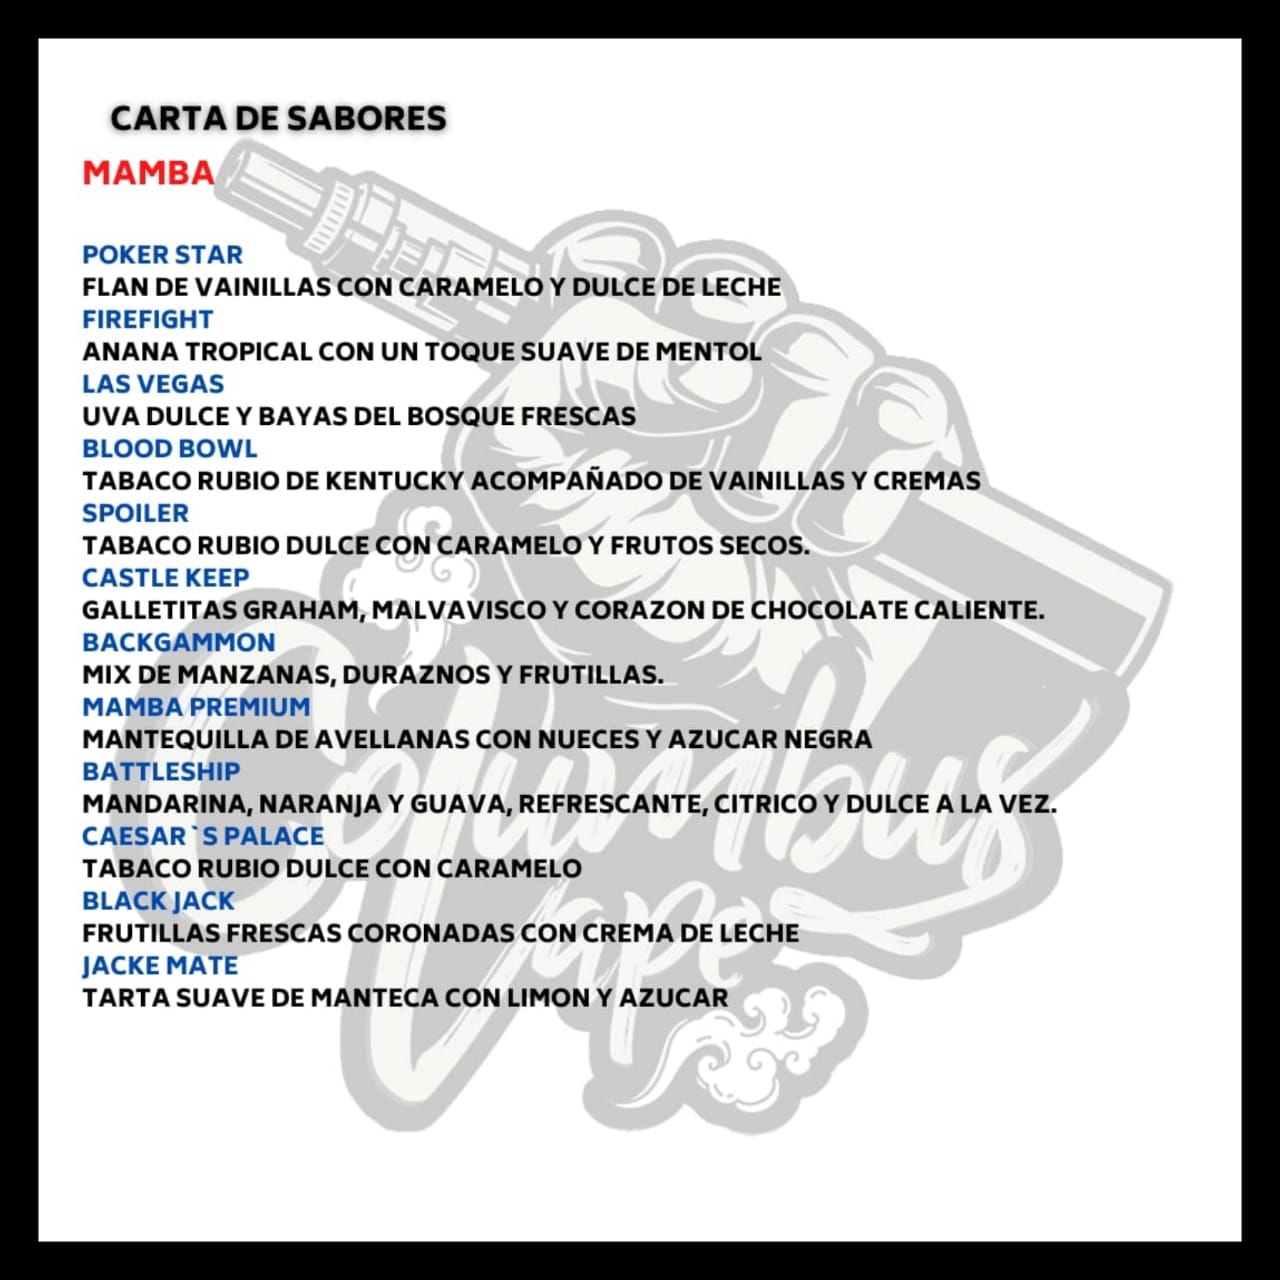 CARTA DE SABORES
MAMBA
POKER STAR
FLAN DE VAINILLAS CON CARAMELO Y DULCE DE LECHE
FIREFIGHT
ANANA TROPICAL CON UN TOQUE SUAVE DE MENTOL
LAS VEGAS
UVA DULCE Y BAYAS DEL BOSQUE FRESCAS
BLOOD BOWL
TABACO RUBIO DE KENTUCKY ACOMPAÑADO DE VAINILLAS Y CREMAS
SPOILER
TABACO RUBIO DULCE CON CARAMELO Y FRUTOS SECOS.
CASTLE KEEP
GALLETITAS GRAHAM, MALVAVISCO Y CORAZON DE CHOCOLATE CALIENTE.
BACKGAMMON
MIX DE MANZANAS, DURAZNOS Y FRUTILLAS.
MAMBA PREMIUM
MANTEQUILLA DE AVELLANAS CON NUECES Y AZUCAR NEGRA
BATTLESHIP
MANDARINA, NARANJA Y GUAVA, REFRESCANTE, CITRICO Y DULCE A LA VEZ.
CAESAR`S PALACE
TABACO RUBIO DULCE CON CARAMELO
BLACK JACK
FRUTILLAS FRESCAS CORONADAS CON CREMA DE LECHE
JACKE MATE
TARTA SUAVE DE MANTECA CON LIMON Y AZUCAR
Columbus
Vape